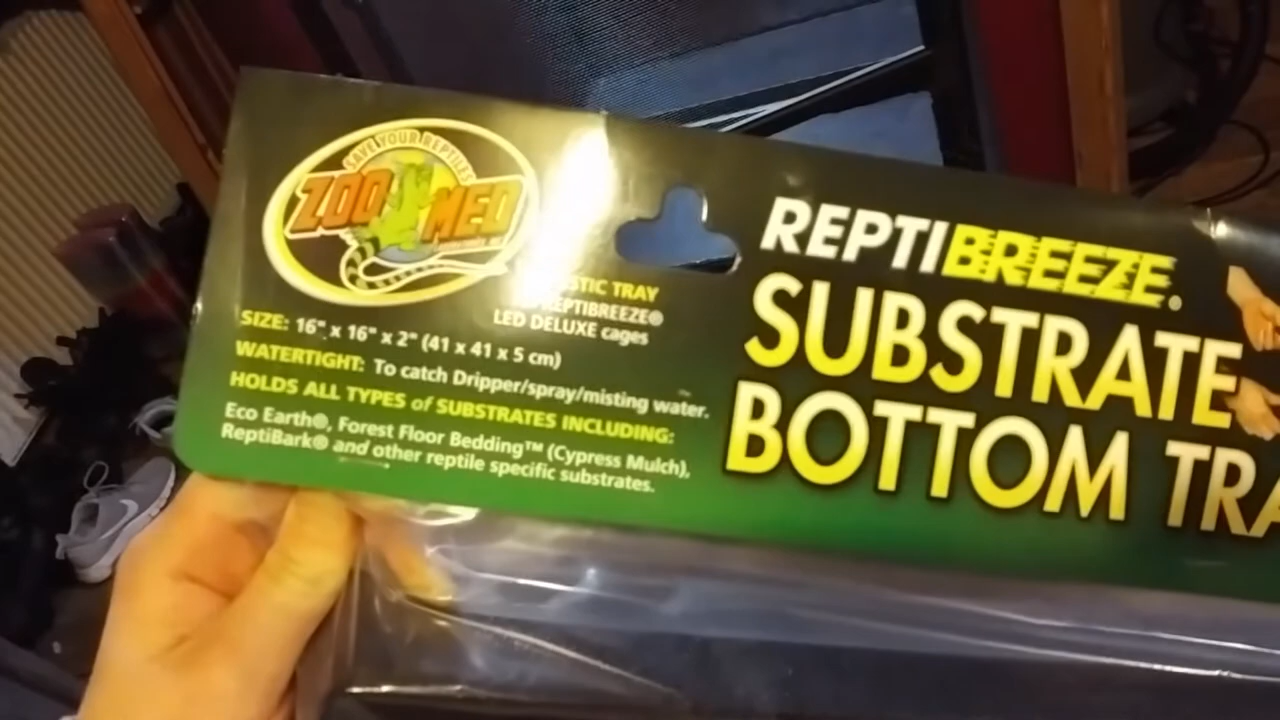 SAVE YOUR REPTILES
ZOO MED
STIC TRAY
REPTIBREEZE®
LED DELUXE cages
SIZE: 16" x 16" x 2" (41 x 41 x 5 cm)
WATERTIGHT: To catch Dripper/spray/misting water.
HOLDS ALL TYPES of SUBSTRATES INCLUDING:
Eco Earth®, Forest Floor Bedding™ (Cypress Mulch),
ReptiBark® and other reptile specific substrates.
REPTIBREEZE®
SUBSTRATE
BOTTOM TRA